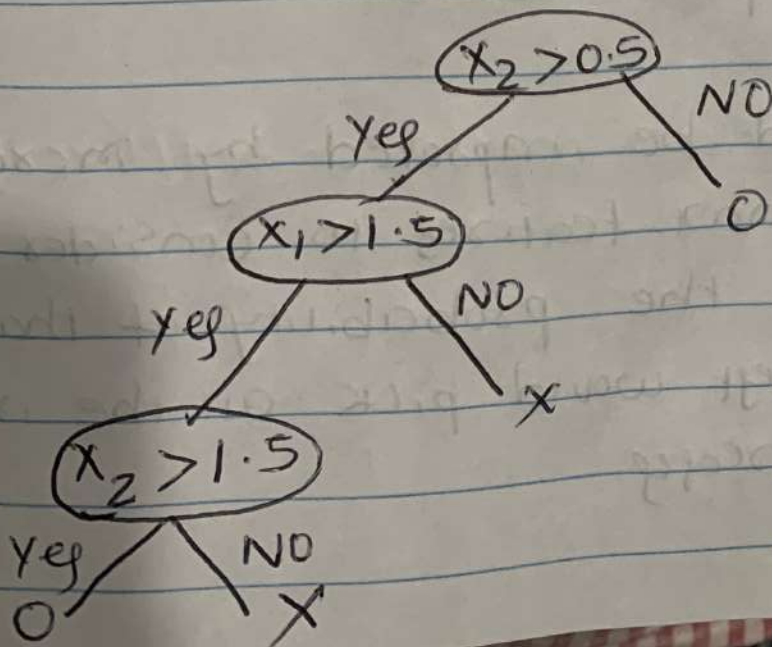 X₂ > 0.5
Yes NO
X₁ > 1.5 O
Yes NO
X
X₂ > 1.5
Yes NO
O X